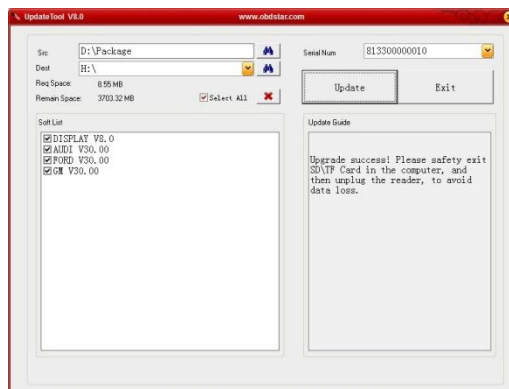 UpdateTool V8.0
www.obdstar.com
Src D:\Package
Serial Num 813300000010
Dest H:\
Req Space: 8.55 MB
Remain Space: 3703.32 MB
Select All
Update
Exit
Soft List
DISPLAY V8.0
AUDI V30.00
FORD V30.00
GM V30.00
Update Guide
Upgrade success! Please safety exit
SD\TF Card in the computer, and
then unplug the reader, to avoid
data loss.